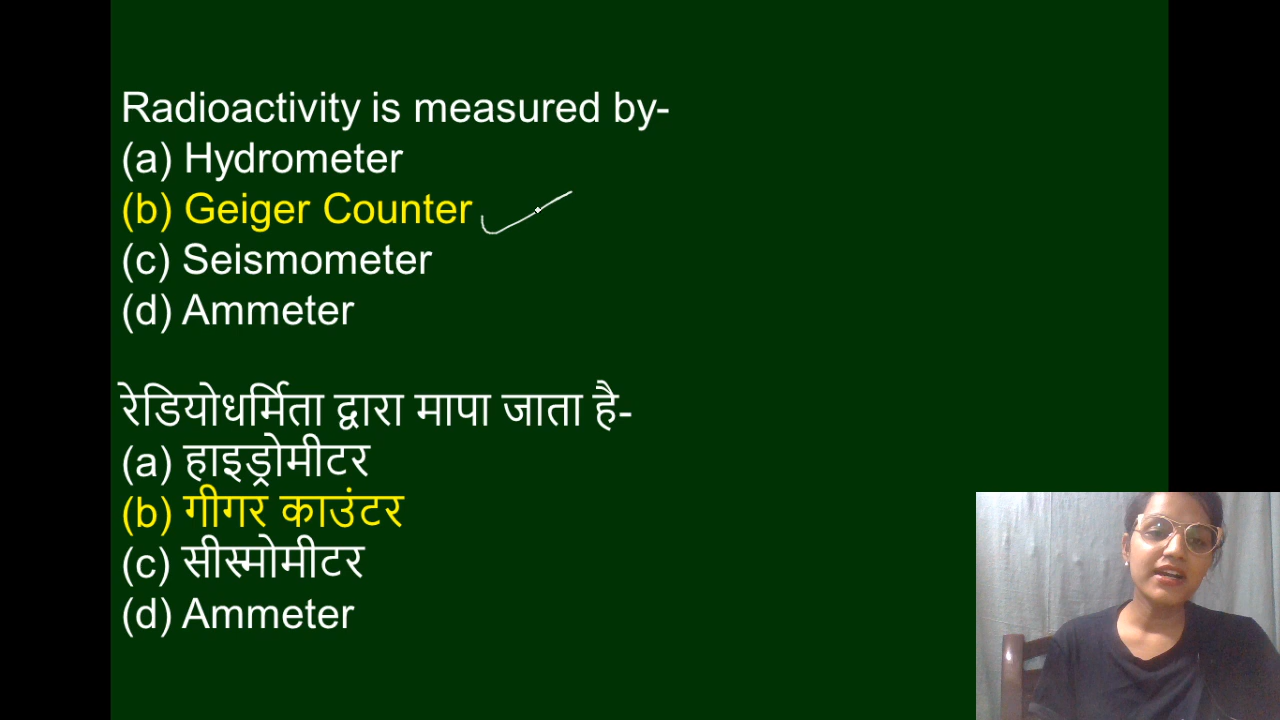 Radioactivity is measured by-
(a) Hydrometer
(b) Geiger Counter
(c) Seismometer
(d) Ammeter
रेडियोधर्मिता द्वारा मापा जाता है-
(a) हाइड्रोमीटर
(b) गीगर काउंटर
(c) सीस्मोमीटर
(d) Ammeter